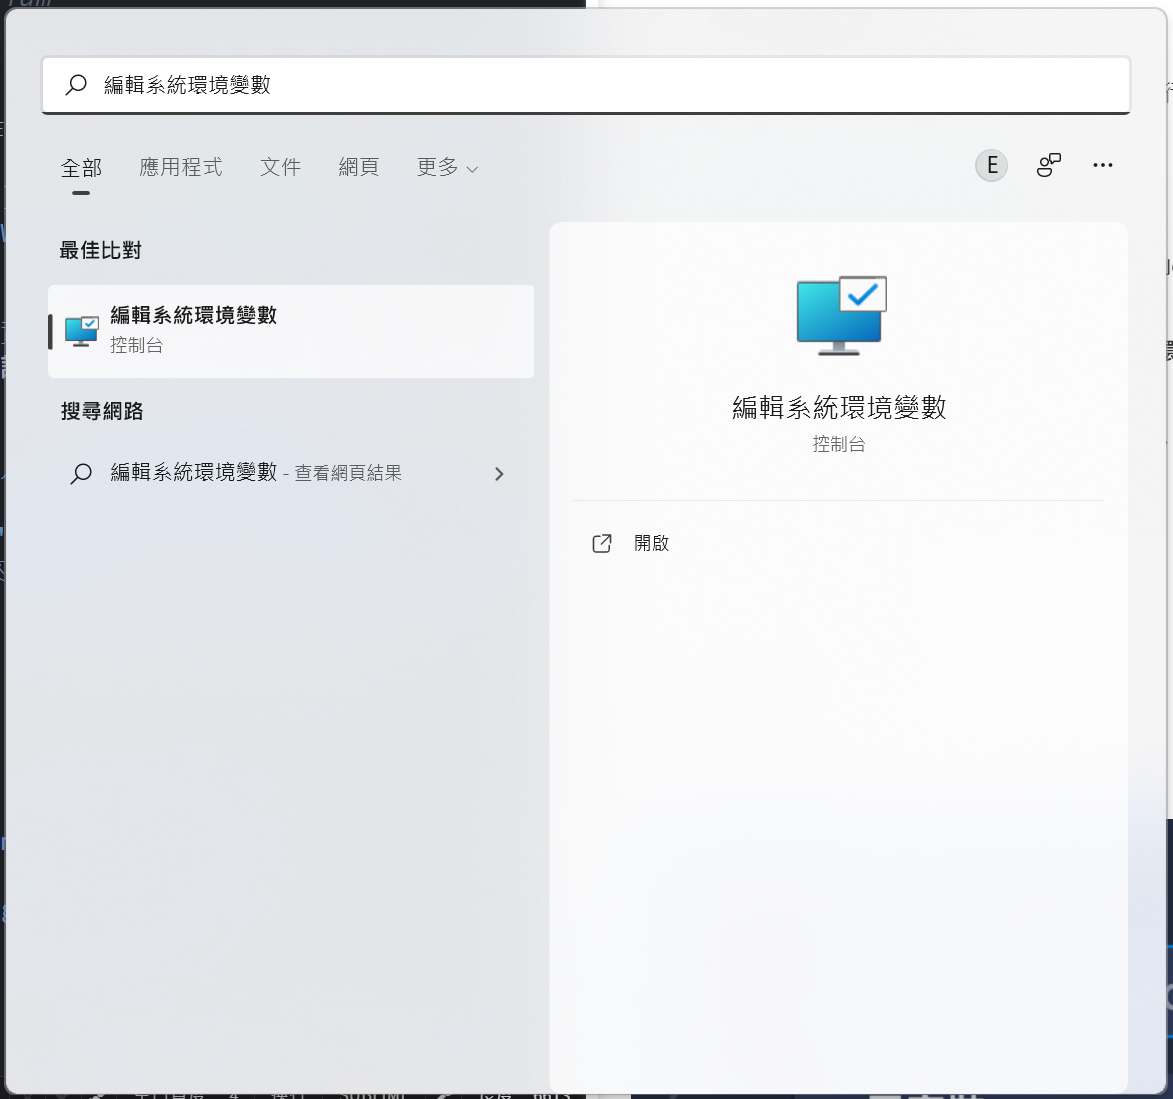 編輯系統環境變數
全部 應用程式 文件 網頁 更多
E
最佳比對
編輯系統環境變數
控制台
搜尋網路
編輯系統環境變數 - 查看網頁結果
編輯系統環境變數
控制台
開啟